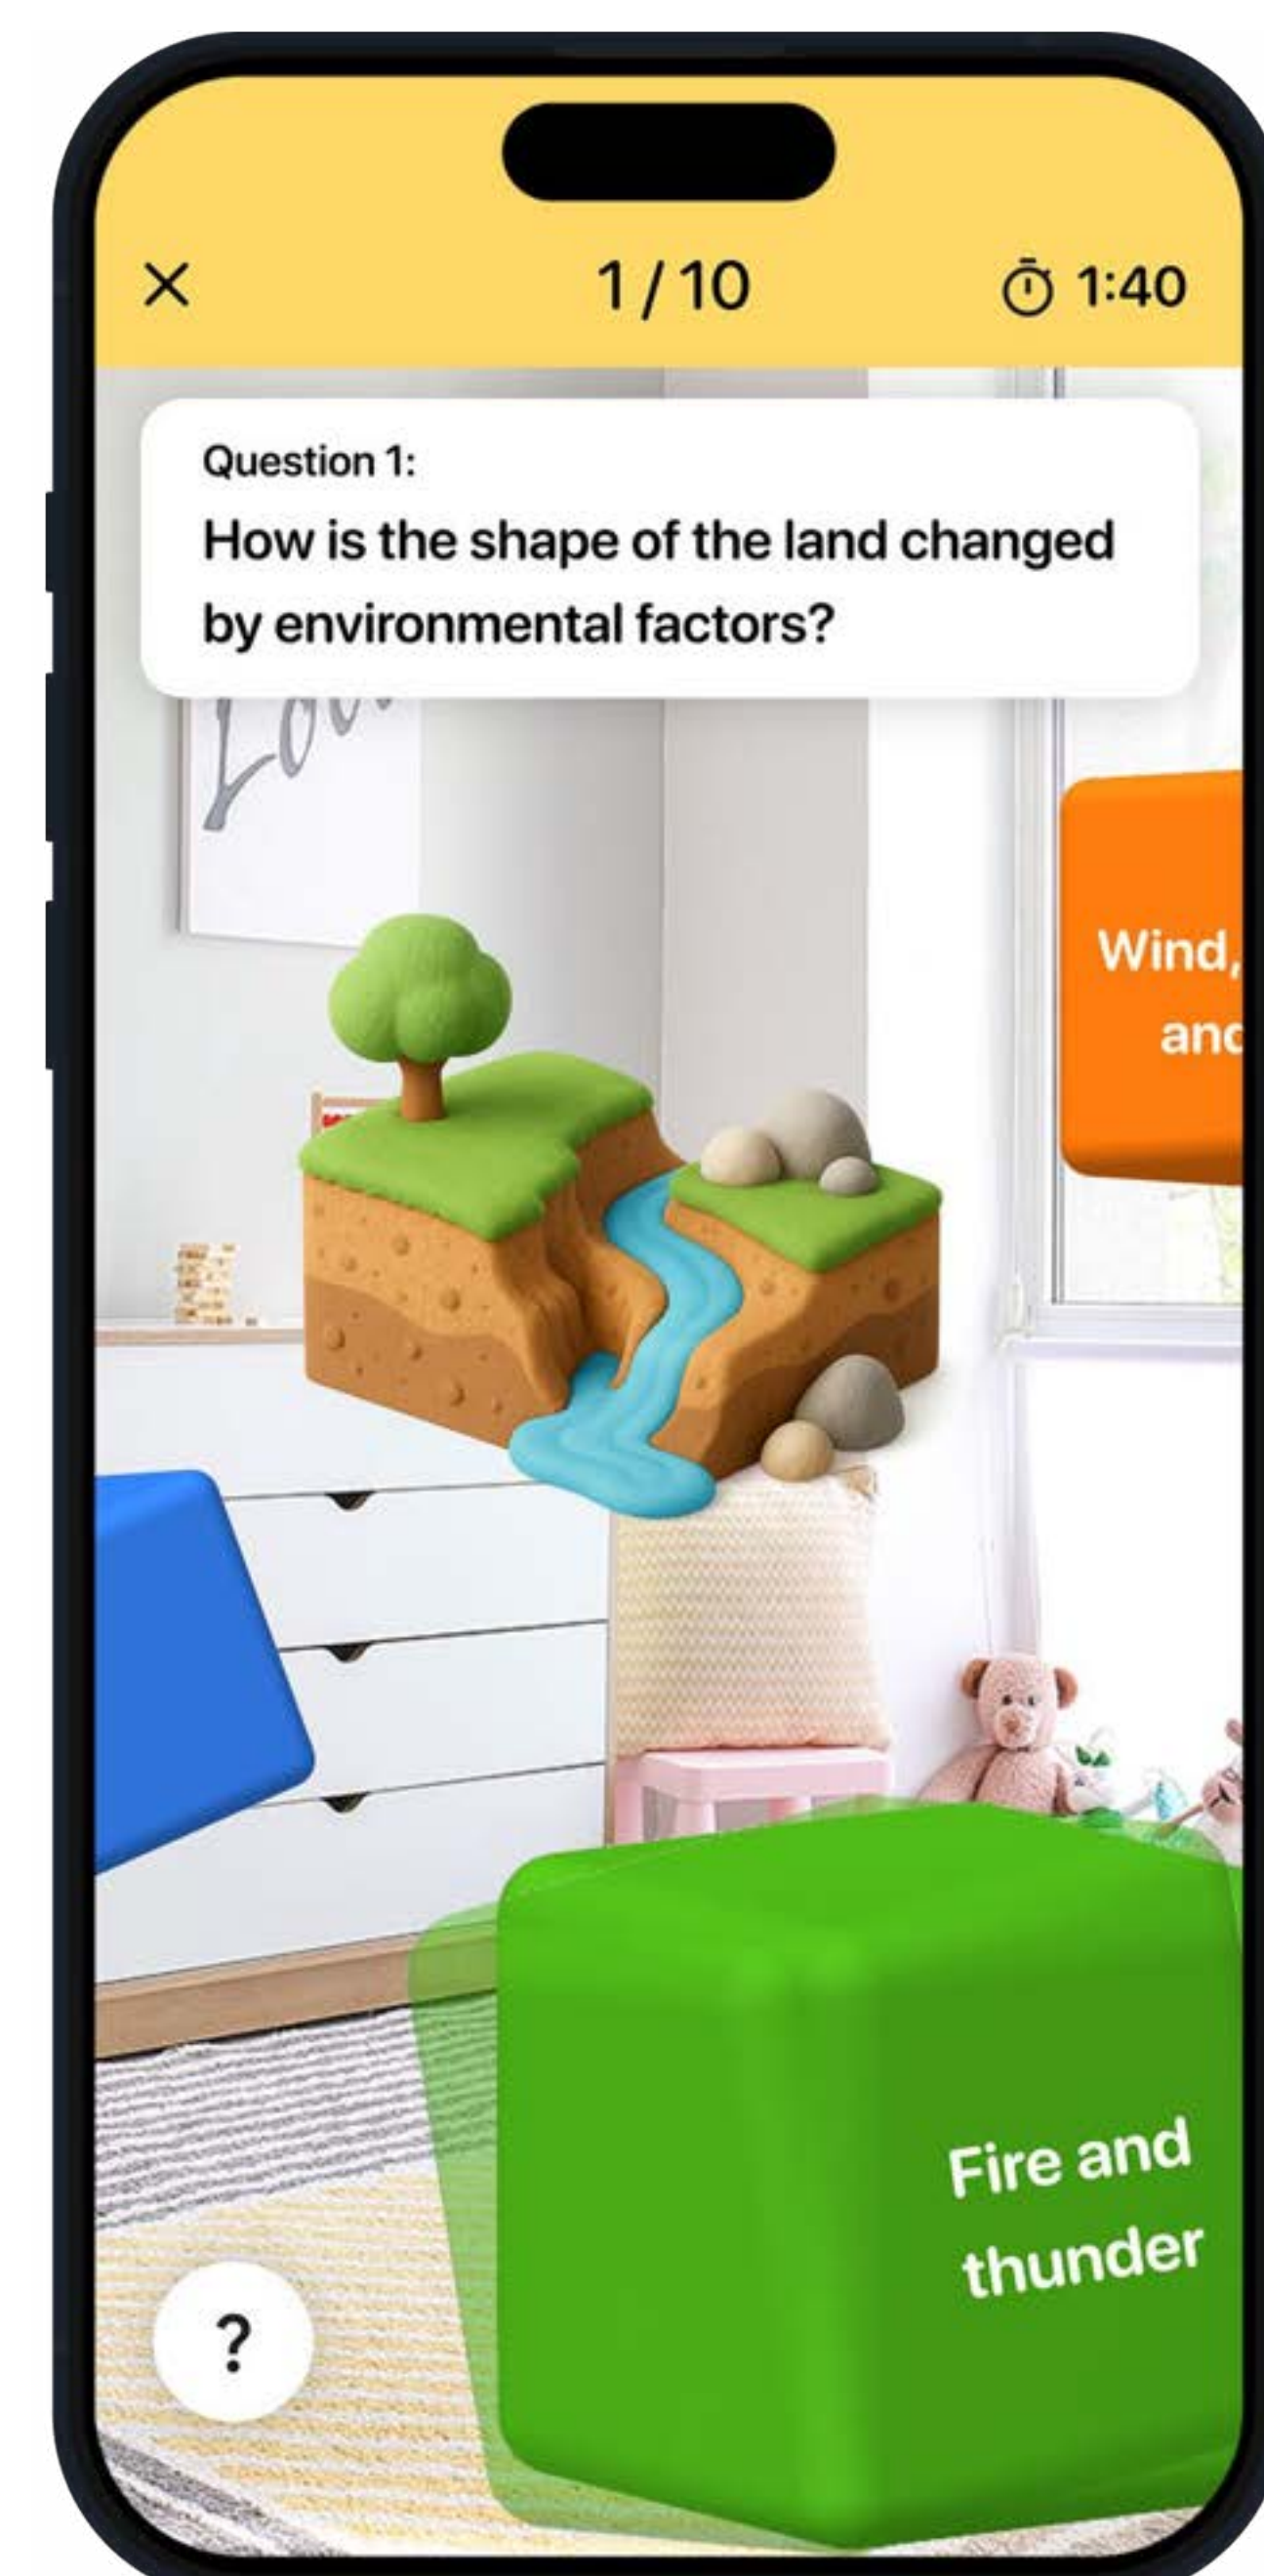 1 / 10
1:40
Question 1:
How is the shape of the land changed
by environmental factors?
Wind,
Fire and
thunder
?